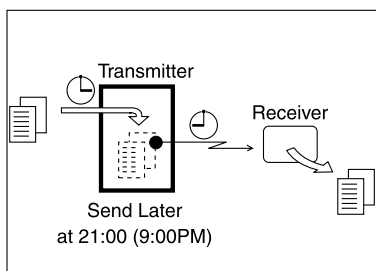 Transmitter
Receiver
Send Later
at 21:00 (9:00PM)